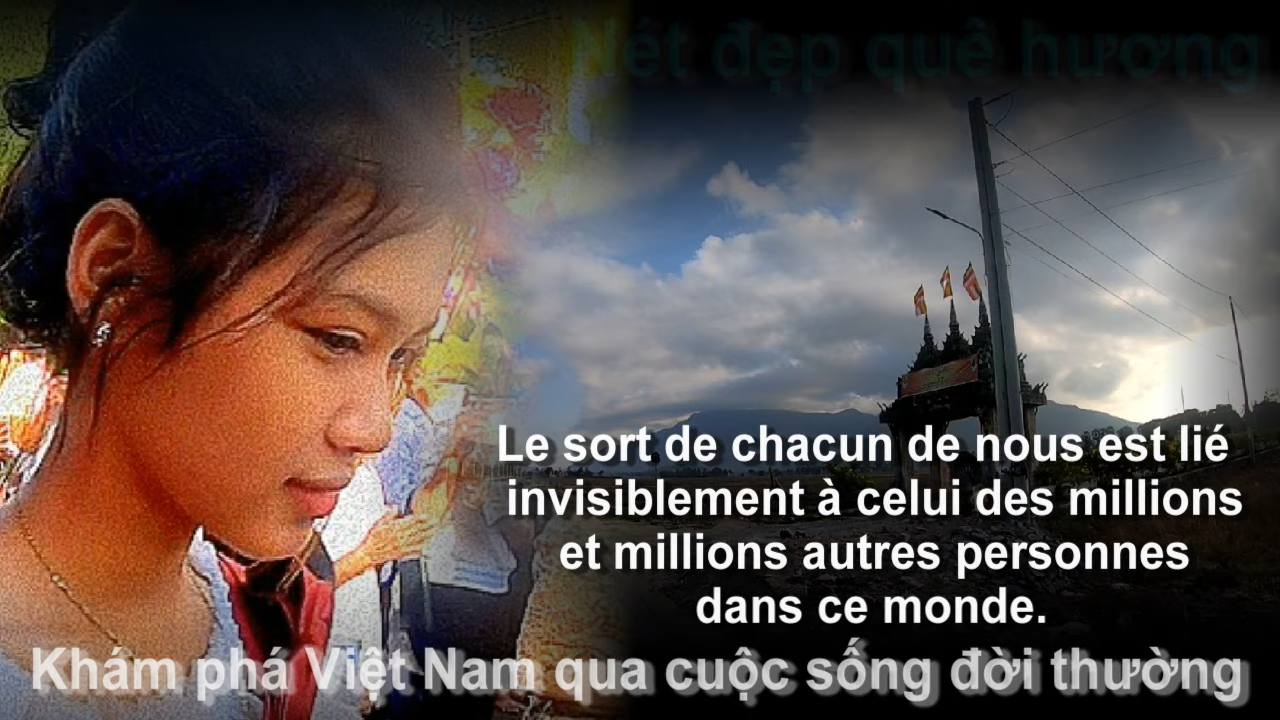 Nét đẹp quê hương
Le sort de chacun de nous est lié
invisiblement à celui des millions
et millions autres personnes
dans ce monde.
Khám phá Việt Nam qua cuộc sống đời thường